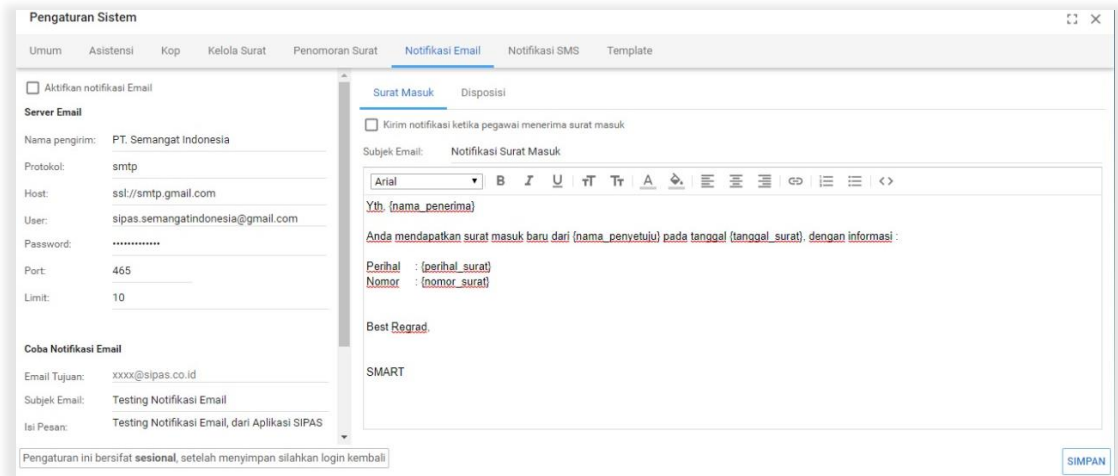 Pengaturan Sistem
Umum Asistensi Kop Kelola Surat Penomoran Surat Notifikasi Email Notifikasi SMS Template
Aktifkan notifikasi Email
Server Email
Nama pengirim: PT. Semangat Indonesia
Protokol: smtp
Host: ssl://smtp.gmail.com
User: sipas.semangatindonesia@gmail.com
Password: •••••••••••••
Port: 465
Limit: 10
Coba Notifikasi Email
Email Tujuan: xxxx@sipas.co.id
Subjek Email: Testing Notifikasi Email
Isi Pesan: Testing Notifikasi Email, dari Aplikasi SIPAS
Surat Masuk Disposisi
Kirim notifikasi ketika pegawai menerima surat masuk
Subjek Email: Notifikasi Surat Masuk
Arial B I U TT TT A
Yth, {nama_penerima}
Anda mendapatkan surat masuk baru dari {nama_penyetuju} pada tanggal {tanggal_surat}, dengan informasi :
Perihal : {perihal_surat}
Nomor : {nomor_surat}
Best Regrad,
SMART
Pengaturan ini bersifat sesional, setelah menyimpan silahkan login kembali
SIMPAN